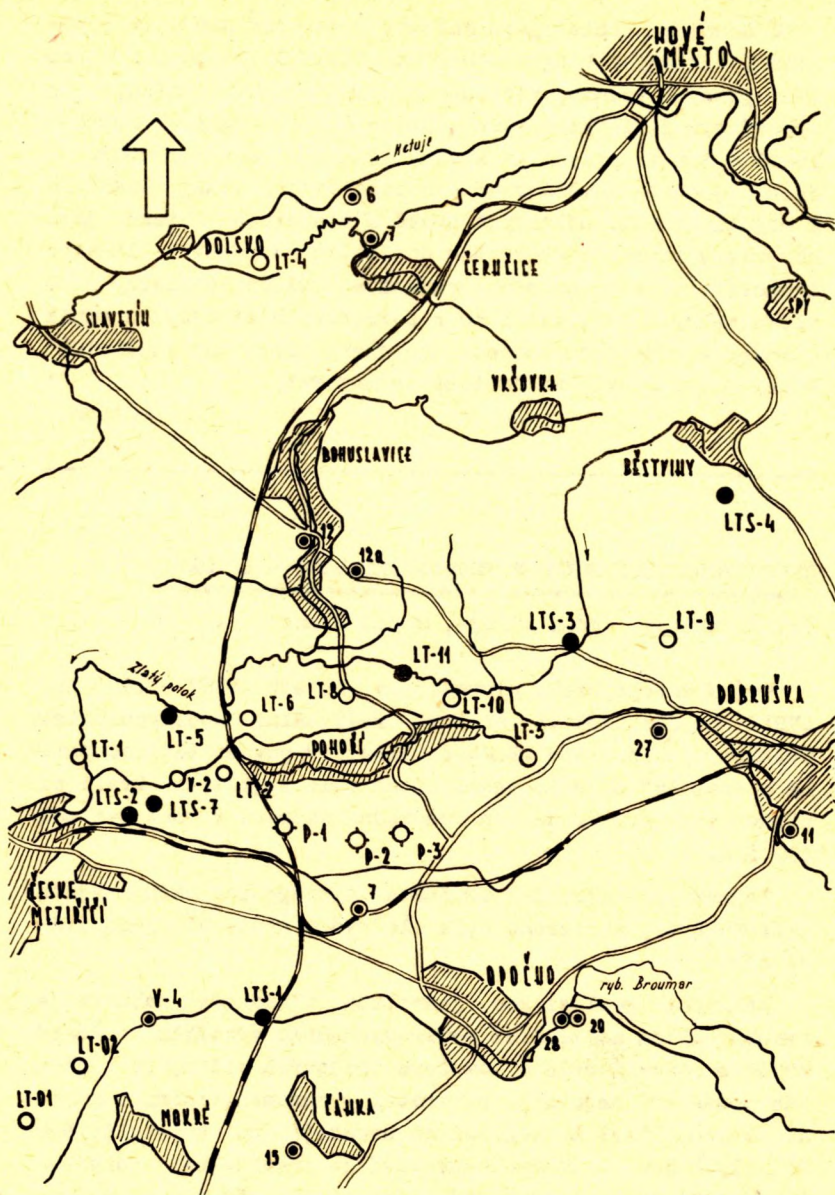 NOVÉ
MĚSTO
Metuje
6
7
DOLSKO
LT-4
ČERNČICE
SPY
SLAVETÍN
VRŠOVKA
BOHUSLAVICE
BĚSTVINY
LTS-4
12
12a
LTS-3
LT-9
LT-11
Zlatý potok
LT-8
LT-10
DOBRUŠKA
LT-6
LT-5
LT-3
27
POHOŘÍ
LT-1
V-2
LT-2
LTS-2
LTS-7
P-1
P-2
P-3
11
ČESKÉ
MEZIŘÍČÍ
7
OPOČNO
ryb. Broumar
V-4
LTS-1
28
29
LT-02
LT-01
MOKRÉ
ČÁNKA
15